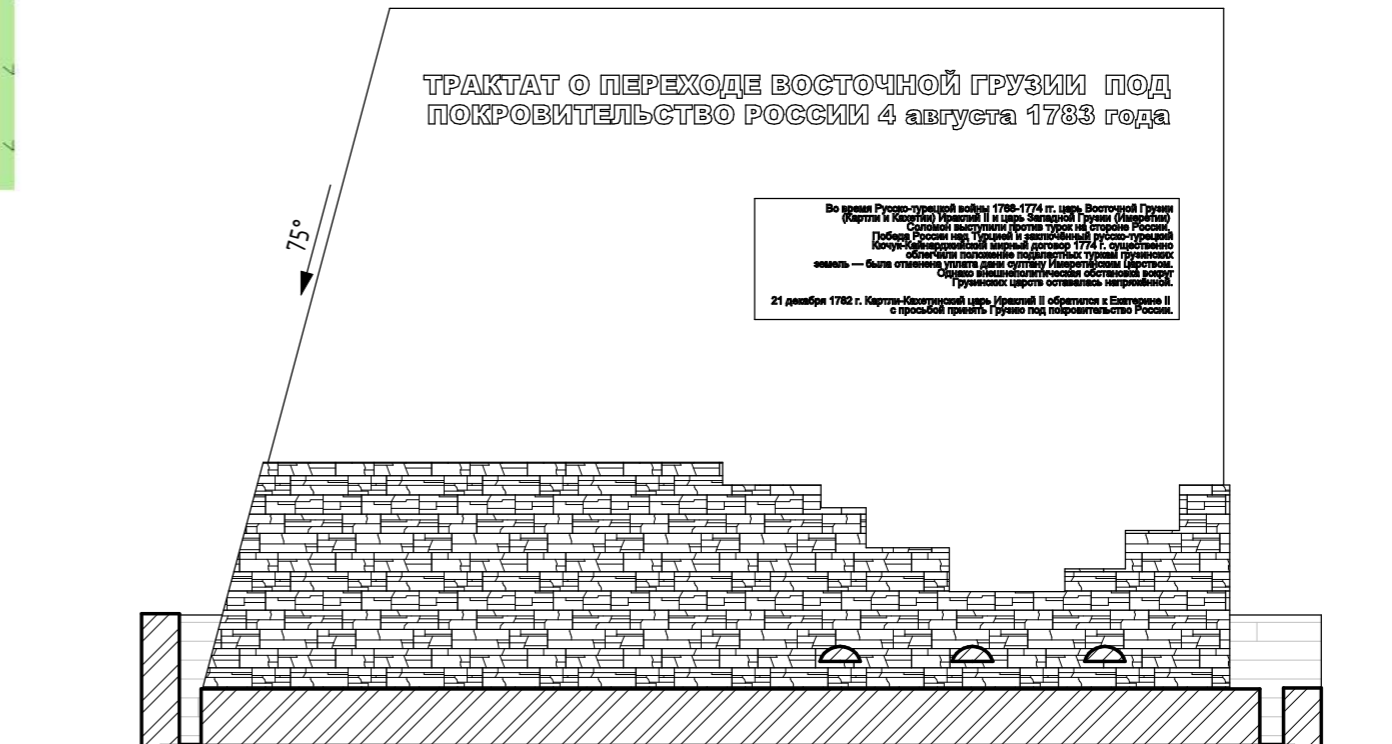 ТРАКТАТ О ПЕРЕХОДЕ ВОСТОЧНОЙ ГРУЗИИ ПОД
ПОКРОВИТЕЛЬСТВО РОССИИ 4 августа 1783 года
75°
Во время Русско-турецкой войны 1768-1774 гг. царь Восточной Грузии
(Картли и Кахетии) Ираклий II и царь Западной Грузии (Имеретии)
Соломон выступили против турок на стороне России.
Победа России над Турцией и заключённый русско-турецкий
Кючук-Кайнарджийский мирный договор 1774 г. существенно
облегчили положение подвластных туркам грузинских
земель — была отменена уплата дани султану Имеретинским царством.
Однако внешнеполитическая обстановка вокруг
Грузинских царств оставалась напряжённой.
21 декабря 1782 г. Картли-Кахетинский царь Ираклий II обратился к Екатерине II
с просьбой принять Грузию под покровительство России.